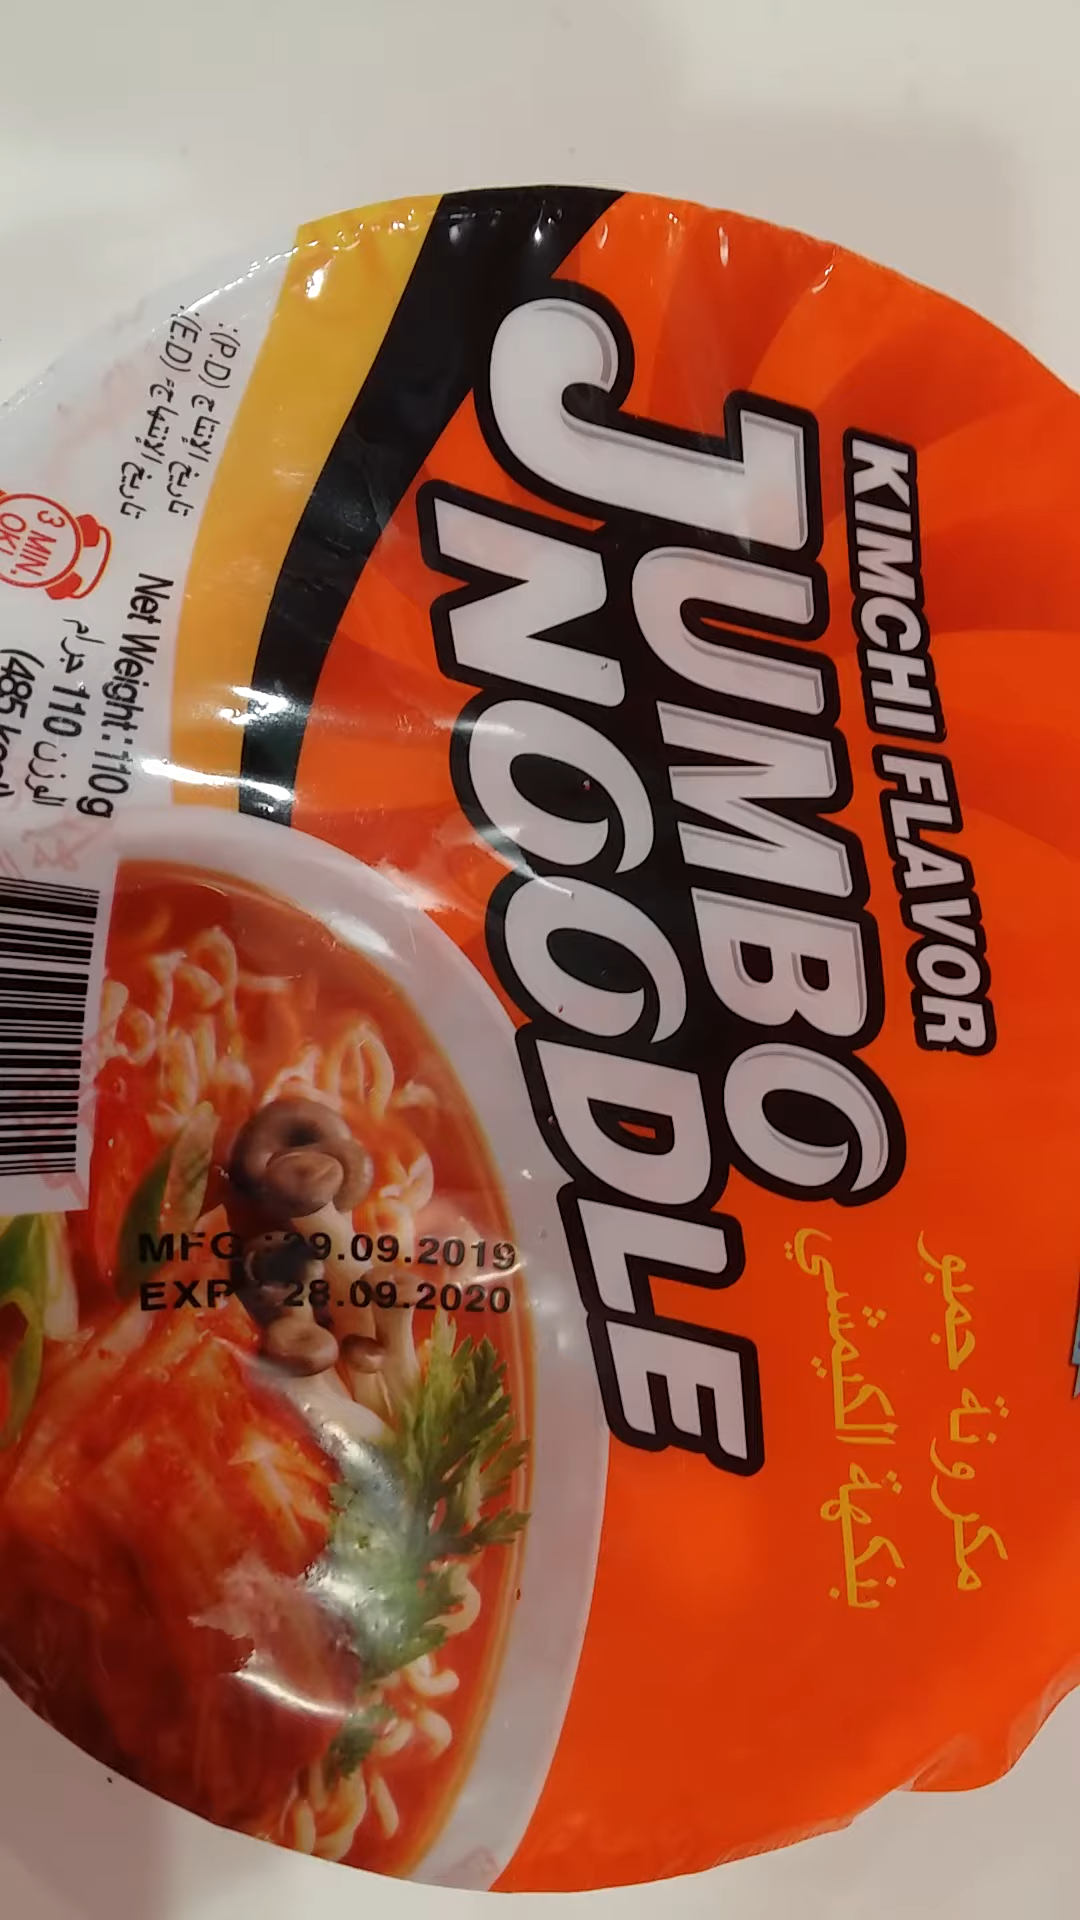 KIMCHI FLAVOR
JUMBO
NOODLE
مكرونة جمبو
بنكهة الكيمشي
تاريخ الإنتاج (P.D):
تاريخ الإنتهاء (E.D):
3 MIN.
OK!
Net Weight:110g
الوزن 110 جرام
(485 kcal)
MFG : 29.09.2019
EXP : 28.09.2020